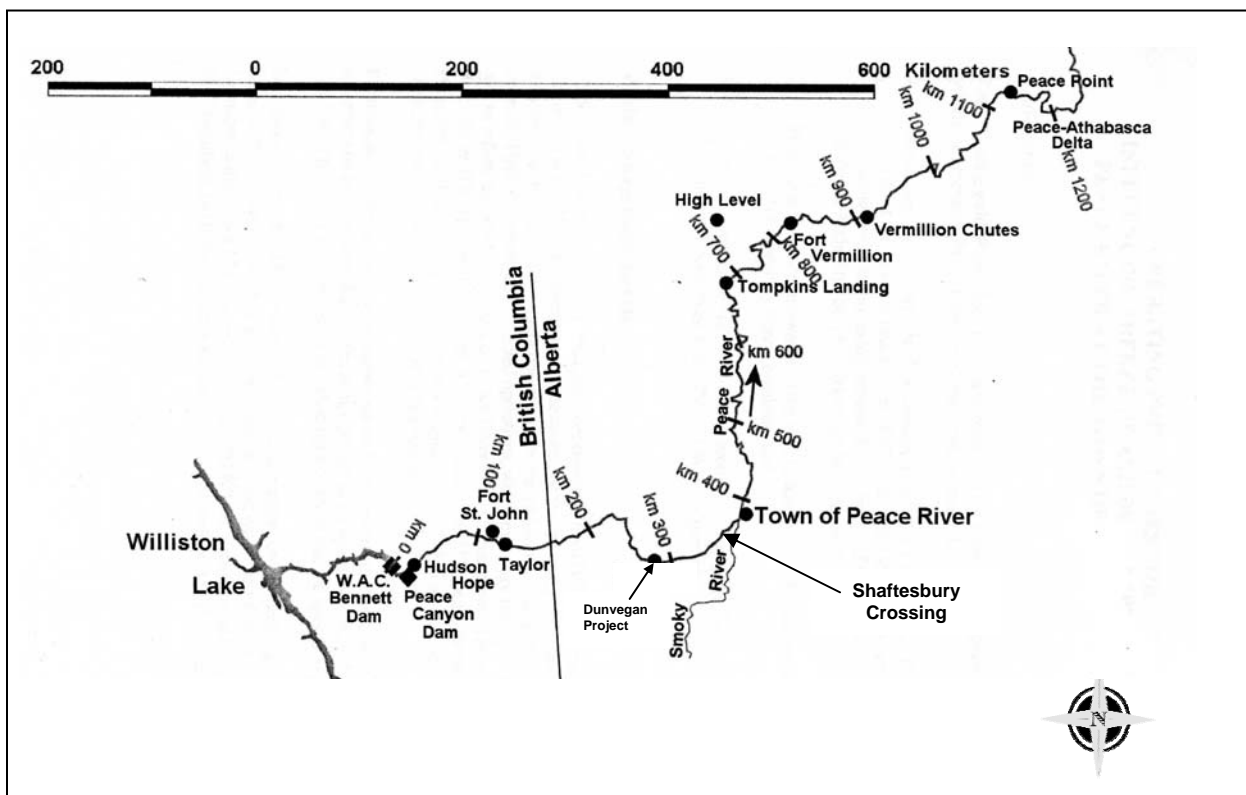 200 0 200 400 600 Kilometers
Peace Point
km 1100
Peace-Athabasca
Delta
km 1200
km 1000
km 900
High Level
Vermillion Chutes
Fort
Vermillion
km 800
km 700
Tompkins Landing
km 600
Peace River
km 500
British Columbia
Alberta
km 400
Town of Peace River
km 100
Fort
St. John
km 200
km 300
Williston
Lake
km 0
Taylor
Hudson
Hope
W.A.C.
Bennett
Dam
Peace
Canyon
Dam
Dunvegan
Project
Smoky River
Shaftesbury
Crossing
N